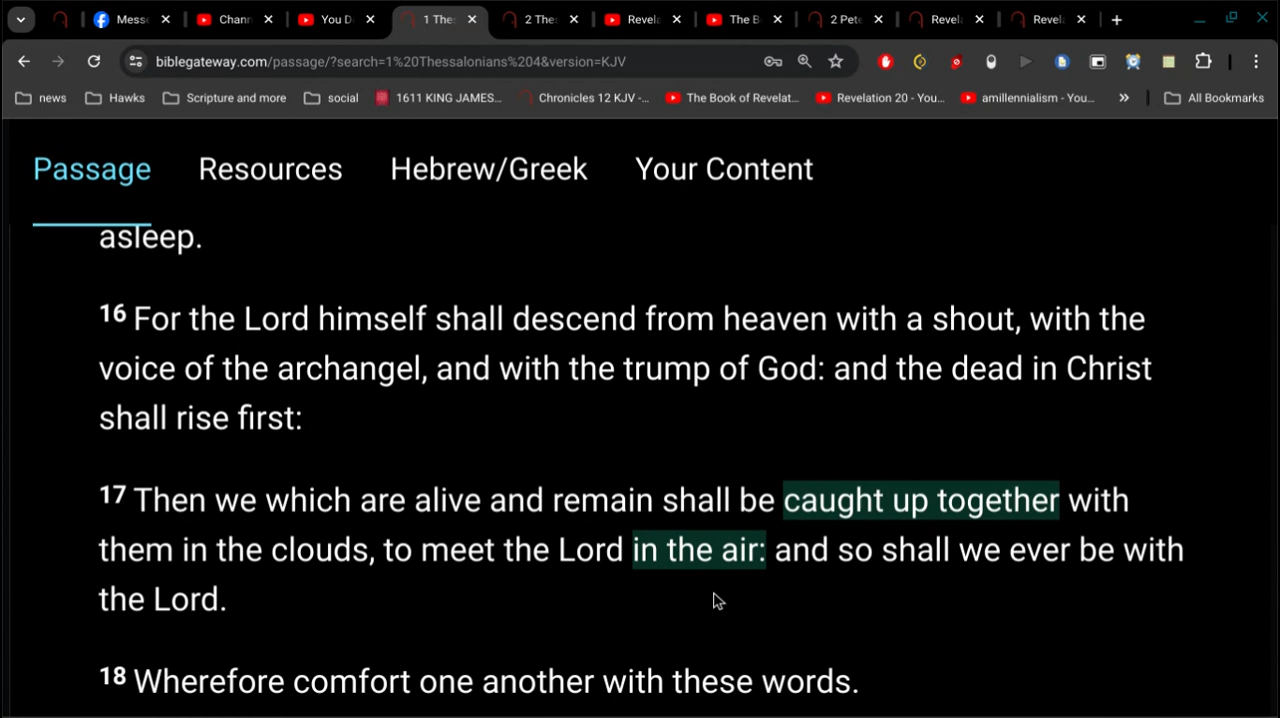 Messe
Chann
You D
1 The
2 Thes
Revela
The B
2 Pete
Revela
Revela
biblegateway.com/passage/?search=1%20Thessalonians%204&version=KJV
news
Hawks
Scripture and more
social
1611 KING JAMES...
Chronicles 12 KJV -...
The Book of Revelat...
Revelation 20 - You...
amillennialism - You...
All Bookmarks
Passage
Resources
Hebrew/Greek
Your Content
asleep.
16 For the Lord himself shall descend from heaven with a shout, with the
voice of the archangel, and with the trump of God: and the dead in Christ
shall rise first:
17 Then we which are alive and remain shall be caught up together with
them in the clouds, to meet the Lord in the air: and so shall we ever be with
the Lord.
18 Wherefore comfort one another with these words.